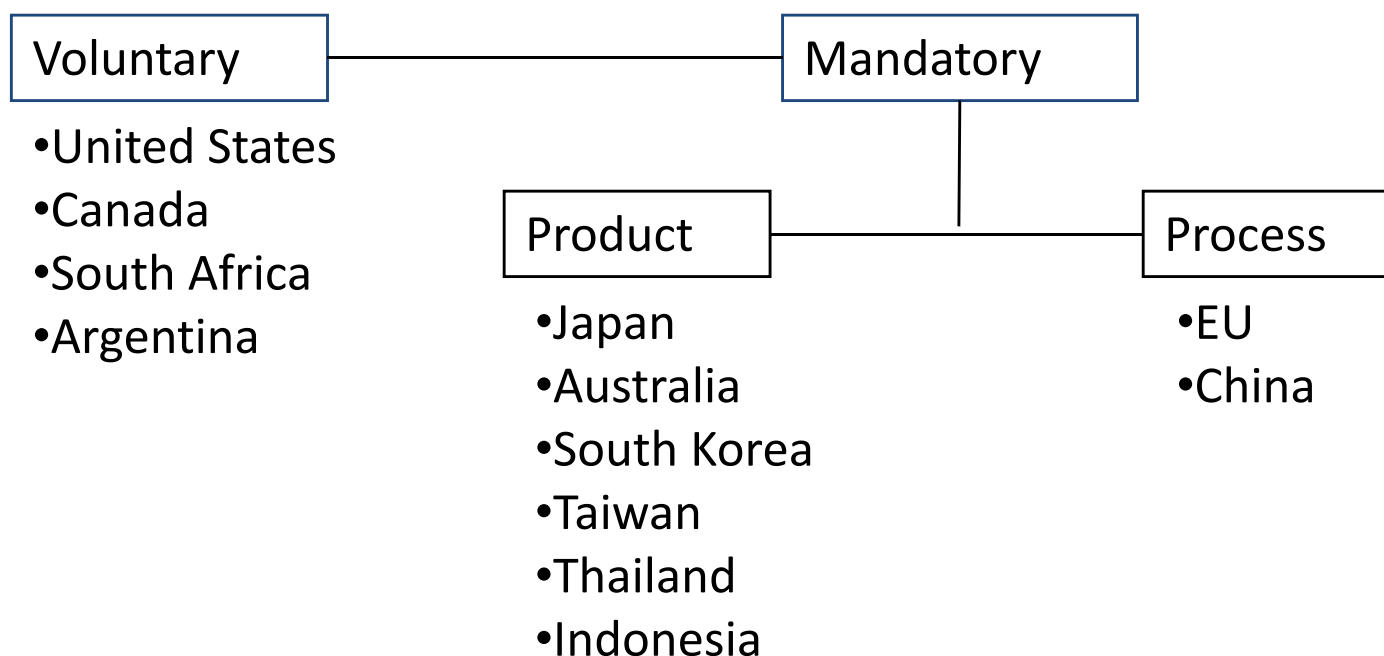 Voluntary
Mandatory
•United States
•Canada
•South Africa
•Argentina
Product
Process
•Japan
•Australia
•South Korea
•Taiwan
•Thailand
•Indonesia
•EU
•China